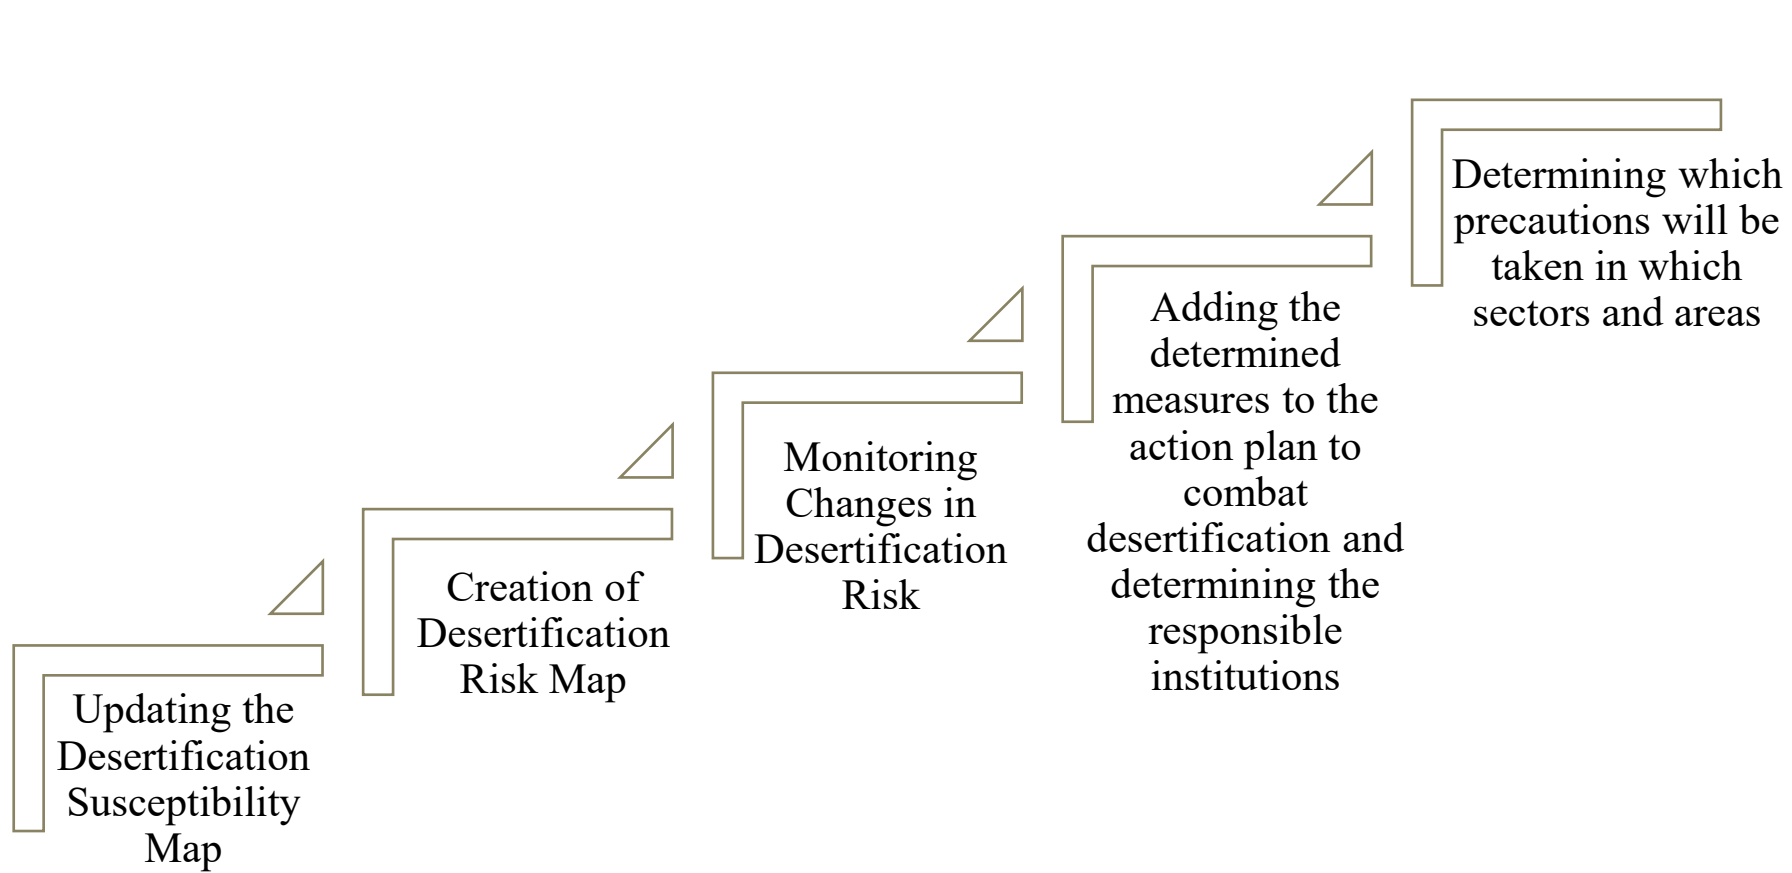 Updating the
Desertification
Susceptibility
Map
Creation of
Desertification
Risk Map
Monitoring
Changes in
Desertification
Risk
Adding the
determined
measures to the
action plan to
combat
desertification and
determining the
responsible
institutions
Determining which
precautions will be
taken in which
sectors and areas